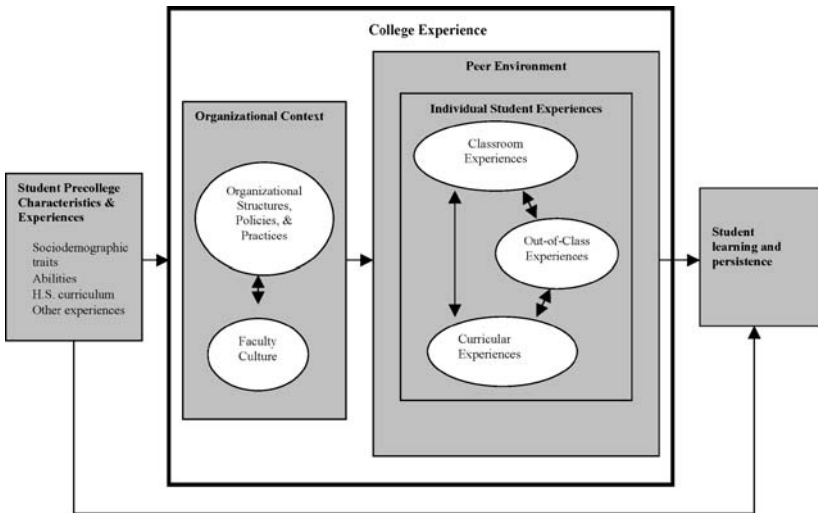 College Experience
Peer Environment
Individual Student Experiences
Organizational Context
Classroom
Experiences
Student Precollege
Characteristics &
Experiences
Sociodemographic
traits
Abilities
H.S. curriculum
Other experiences
Organizational
Structures,
Policies, &
Practices
Out-of-Class
Experiences
Student
learning and
persistence
Faculty
Culture
Curricular
Experiences